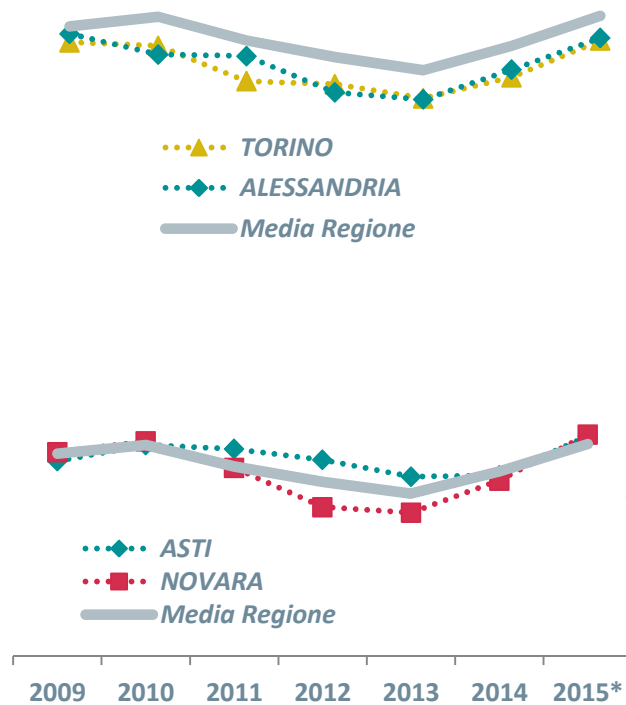 TORINO
ALESSANDRIA
Media Regione
ASTI
NOVARA
Media Regione
2009 2010 2011 2012 2013 2014 2015*